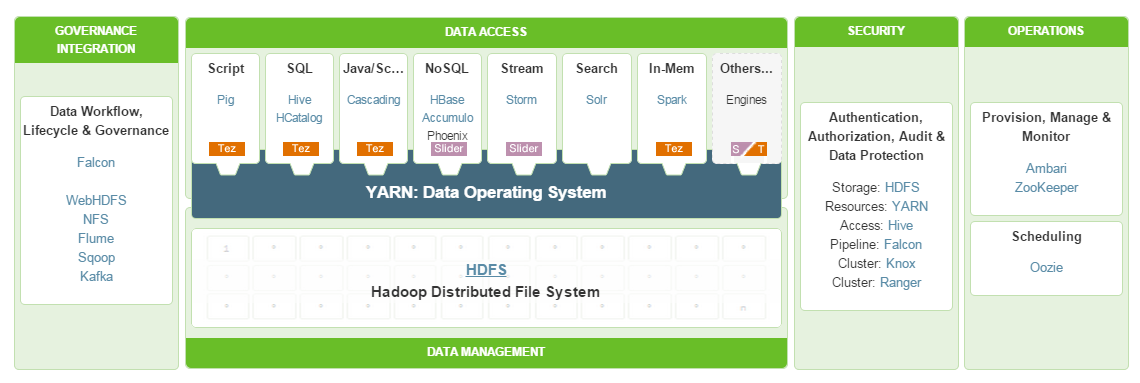 GOVERNANCE
INTEGRATION
Data Workflow,
Lifecycle & Governance
Falcon
WebHDFS
NFS
Flume
Sqoop
Kafka
DATA ACCESS
Script
Pig
Tez
SQL
Hive
HCatalog
Tez
Java/Sc...
Cascading
Tez
NoSQL
HBase
Accumulo
Phoenix
Slider
Stream
Storm
Slider
Search
Solr
In-Mem
Spark
Tez
Others...
Engines
S T
YARN: Data Operating System
1
HDFS
Hadoop Distributed File System
n
DATA MANAGEMENT
SECURITY
Authentication,
Authorization, Audit &
Data Protection
Storage: HDFS
Resources: YARN
Access: Hive
Pipeline: Falcon
Cluster: Knox
Cluster: Ranger
OPERATIONS
Provision, Manage &
Monitor
Ambari
ZooKeeper
Scheduling
Oozie